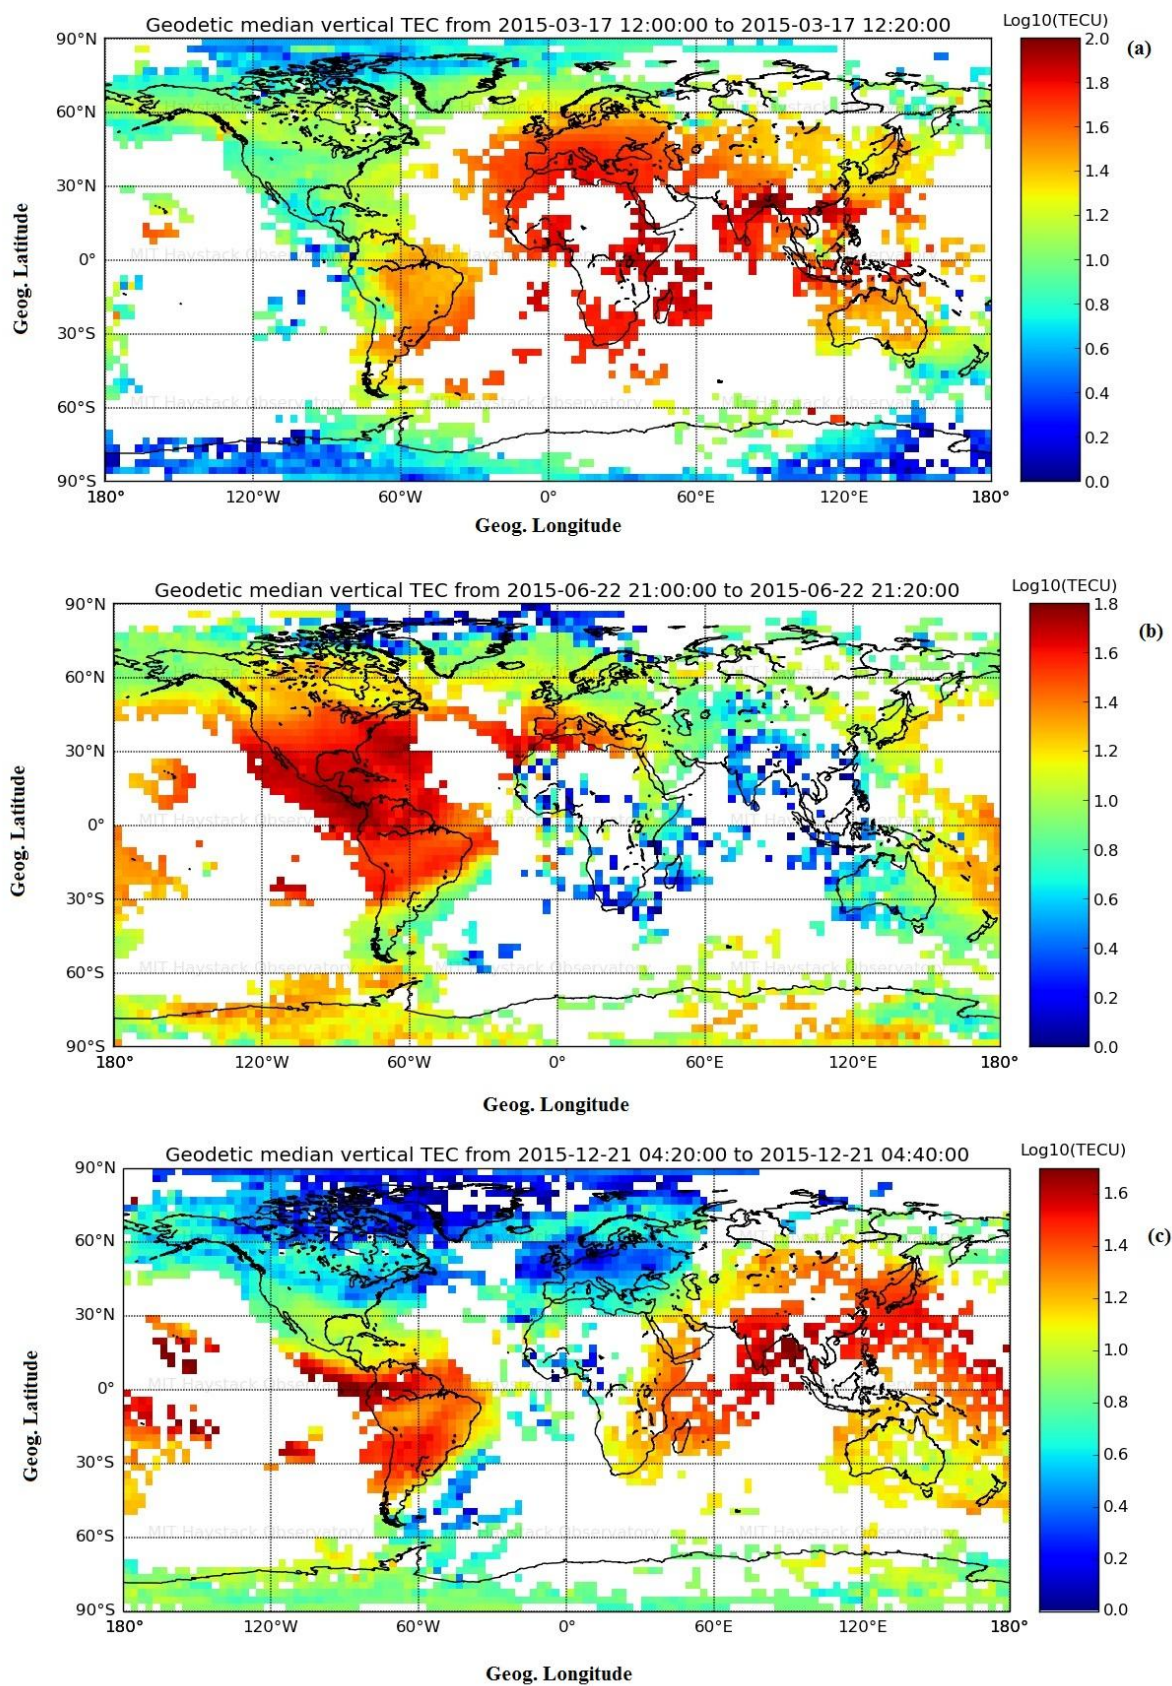 Geodetic median vertical TEC from 2015-03-17 12:00:00 to 2015-03-17 12:20:00
Log10(TECU)
(a)
90°N
60°N
30°N
0°
30°S
60°S
90°S
Geog. Latitude
MIT Haystack Observatory
180° 120°W 60°W 0° 60°E 120°E 180°
Geog. Longitude
2.0
1.8
1.6
1.4
1.2
1.0
0.8
0.6
0.4
0.2
0.0
Geodetic median vertical TEC from 2015-06-22 21:00:00 to 2015-06-22 21:20:00
Log10(TECU)
(b)
90°N
60°N
30°N
0°
30°S
60°S
90°S
Geog. Latitude
MIT Haystack Observatory
180° 120°W 60°W 0° 60°E 120°E 180°
Geog. Longitude
1.8
1.6
1.4
1.2
1.0
0.8
0.6
0.4
0.2
0.0
Geodetic median vertical TEC from 2015-12-21 04:20:00 to 2015-12-21 04:40:00
Log10(TECU)
(c)
90°N
60°N
30°N
0°
30°S
60°S
90°S
Geog. Latitude
MIT Haystack Observatory
180° 120°W 60°W 0° 60°E 120°E 180°
Geog. Longitude
1.6
1.4
1.2
1.0
0.8
0.6
0.4
0.2
0.0